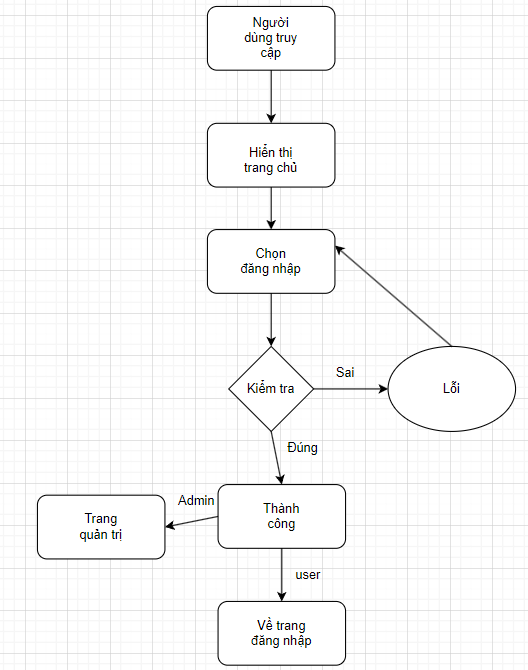 Người
dùng truy
cập
Hiển thị
trang chủ
Chọn
đăng nhập
Kiểm tra
Sai
Lỗi
Đúng
Thành
công
Admin
Trang
quản trị
user
Về trang
đăng nhập